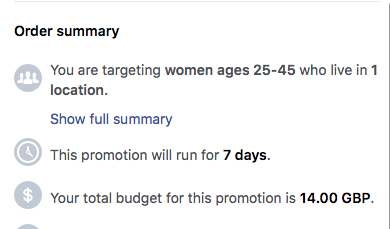 Order summary
You are targeting women ages 25-45 who live in 1
location.
Show full summary
This promotion will run for 7 days.
$
Your total budget for this promotion is 14.00 GBP.